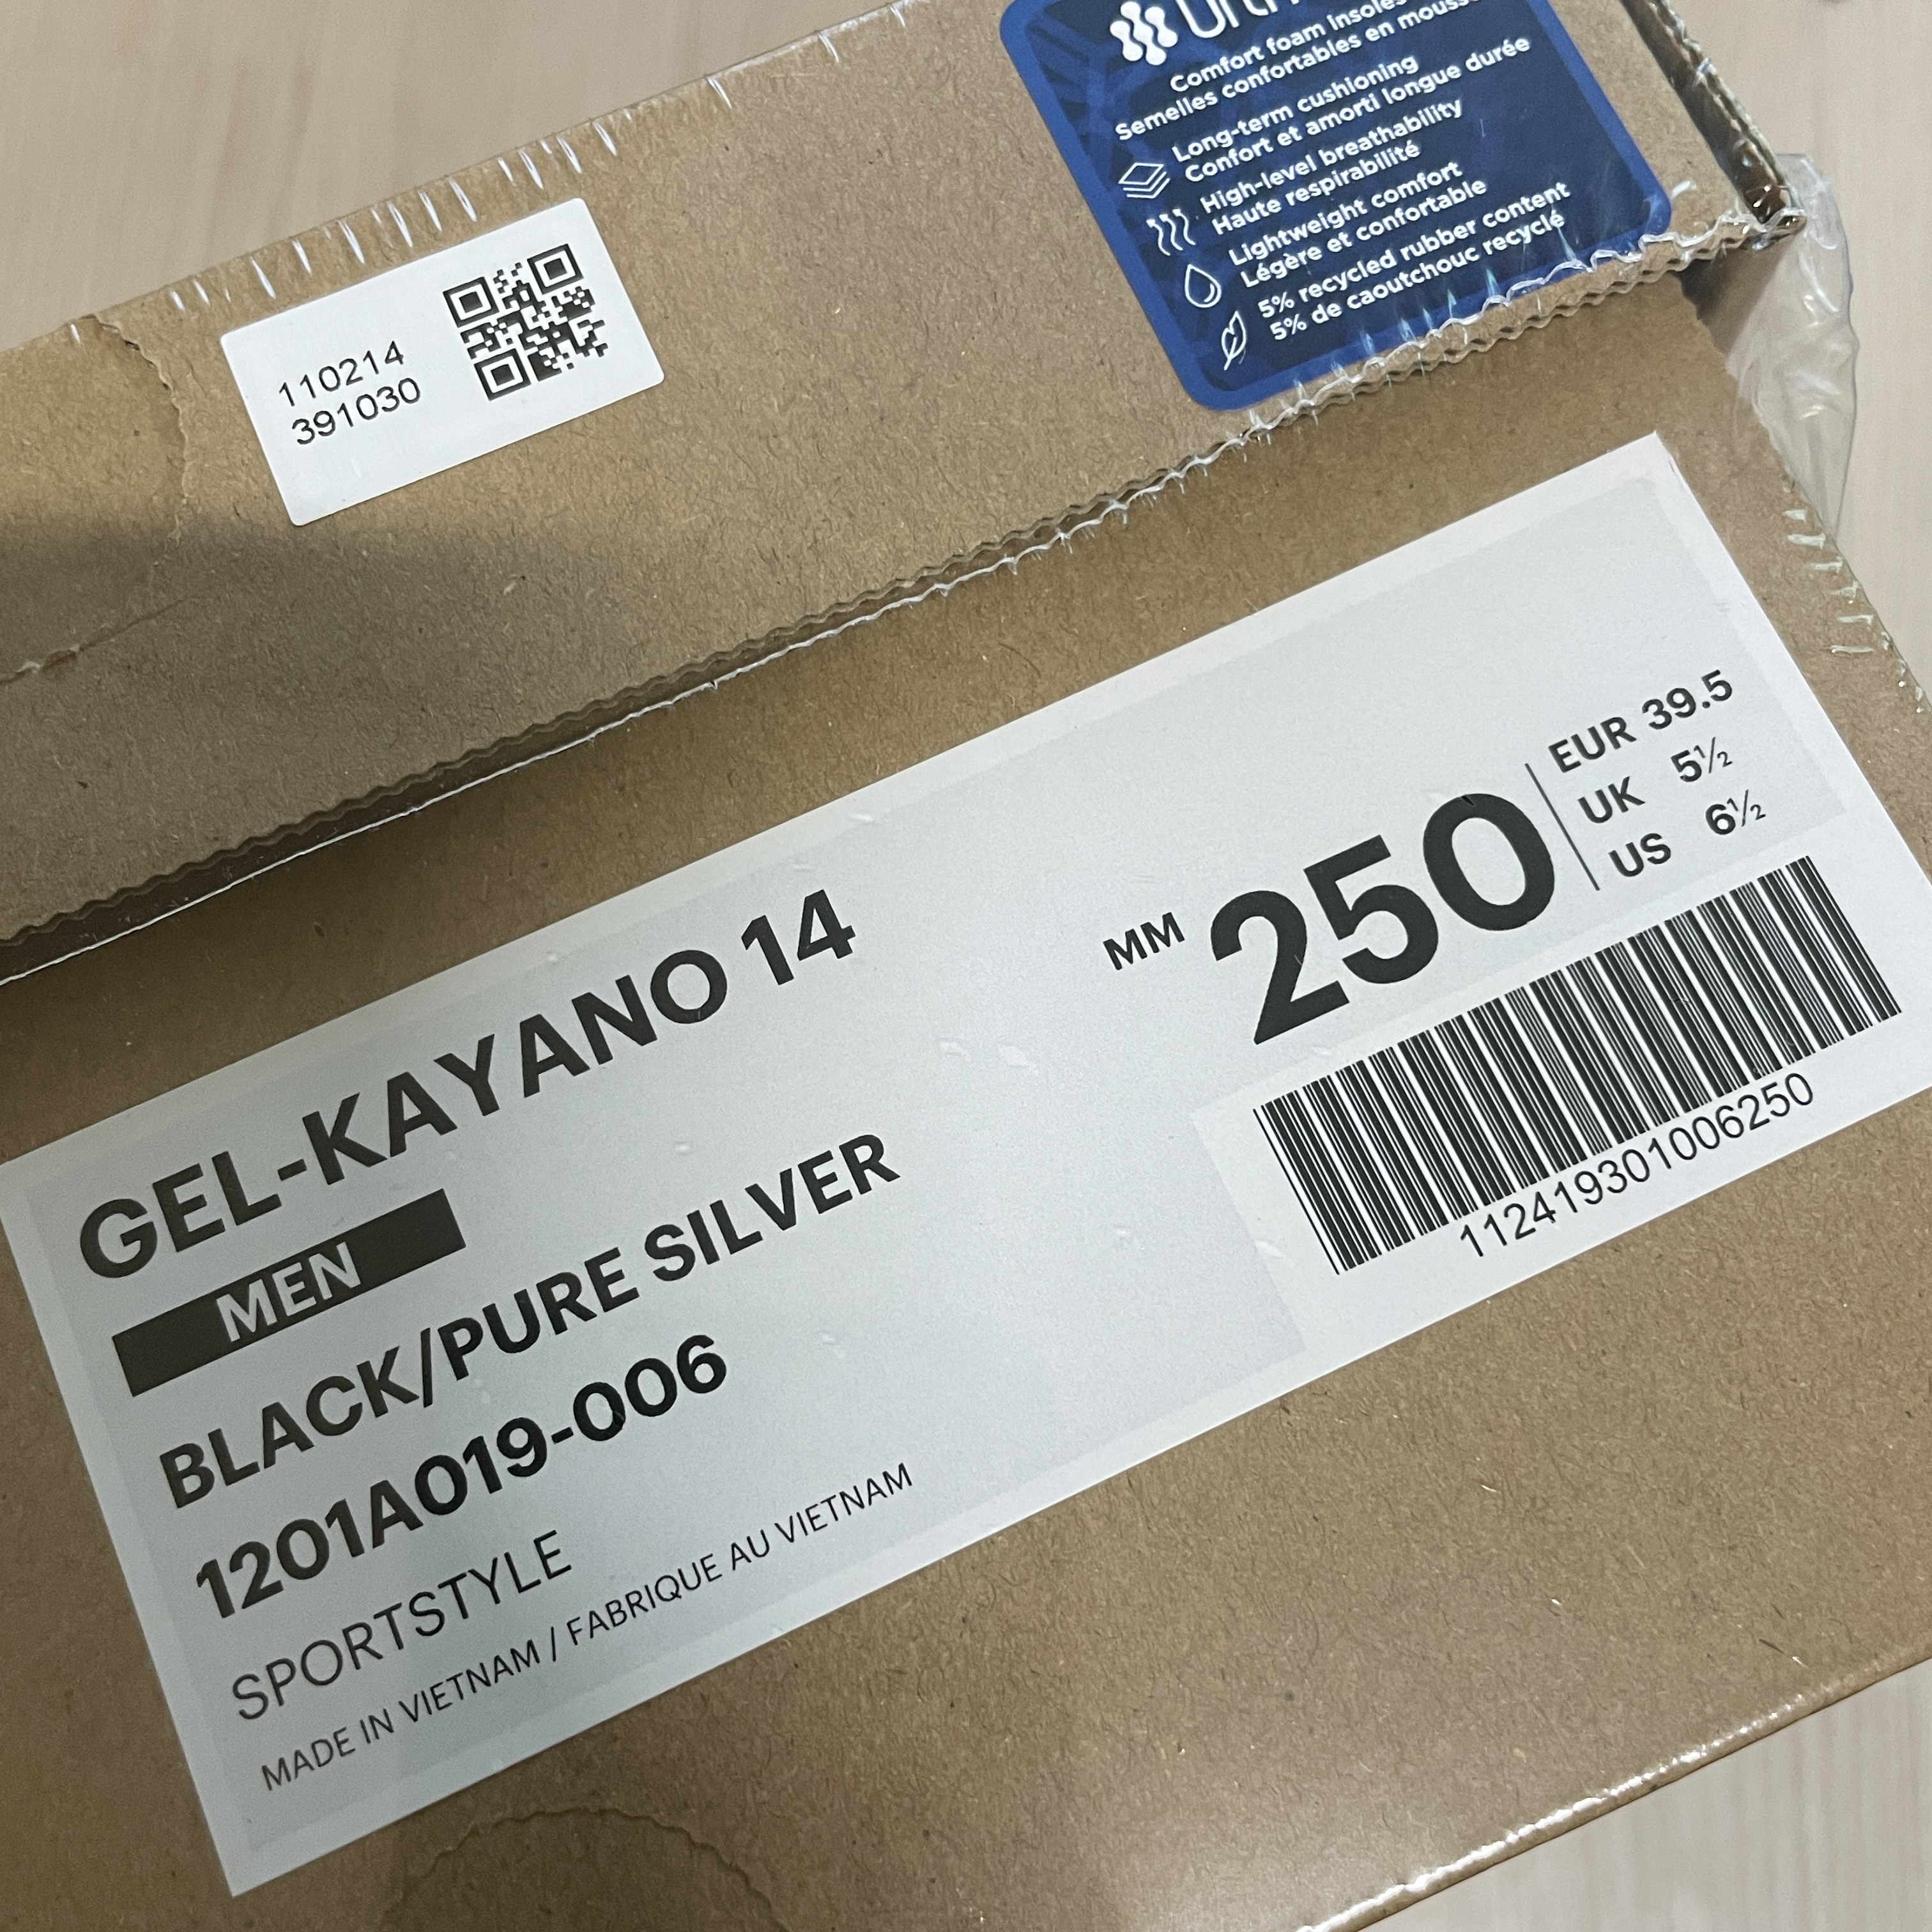 Comfort foam insoles
Semelles confortables en mousse
Long-term cushioning
Confort et amorti longue durée
High-level breathability
Haute respirabilité
Lightweight comfort
Légère et confortable
5% recycled rubber content
5% de caoutchouc recyclé
110214
391030
GEL-KAYANO 14
MEN
BLACK/PURE SILVER
1201A019-006
SPORTSTYLE
MADE IN VIETNAM / FABRIQUE AU VIETNAM
MM 250
EUR 39.5
UK 5½
US 6½
112419301006250